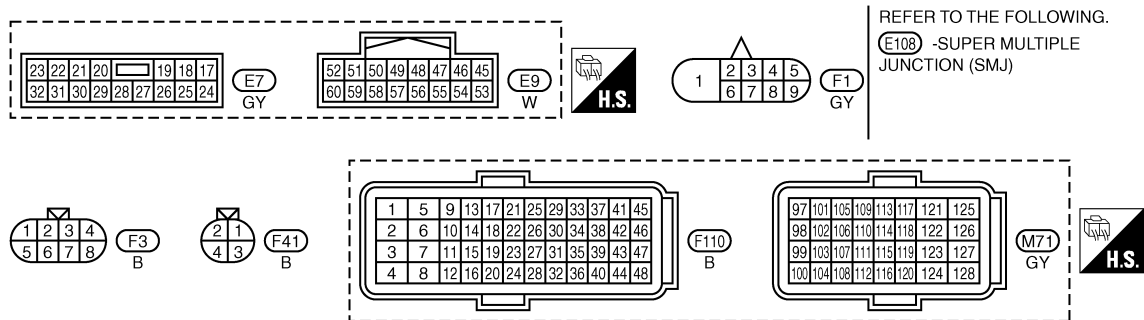 REFER TO THE FOLLOWING.
E108 -SUPER MULTIPLE
JUNCTION (SMJ)
23 22 21 20 19 18 17
32 31 30 29 28 27 26 25 24
E7
GY
52 51 50 49 48 47 46 45
60 59 58 57 56 55 54 53
E9
W
H.S.
1
2 3 4 5
6 7 8 9
F1
GY
1 2 3 4
5 6 7 8
F3
B
2 1
4 3
F41
B
1 5 9 13 17 21 25 29 33 37 41 45
2 6 10 14 18 22 26 30 34 38 42 46
3 7 11 15 19 23 27 31 35 39 43 47
4 8 12 16 20 24 28 32 36 40 44 48
F110
B
97 101 105 109 113 117 121 125
98 102 106 110 114 118 122 126
99 103 107 111 115 119 123 127
100 104 108 112 116 120 124 128
M71
GY
H.S.